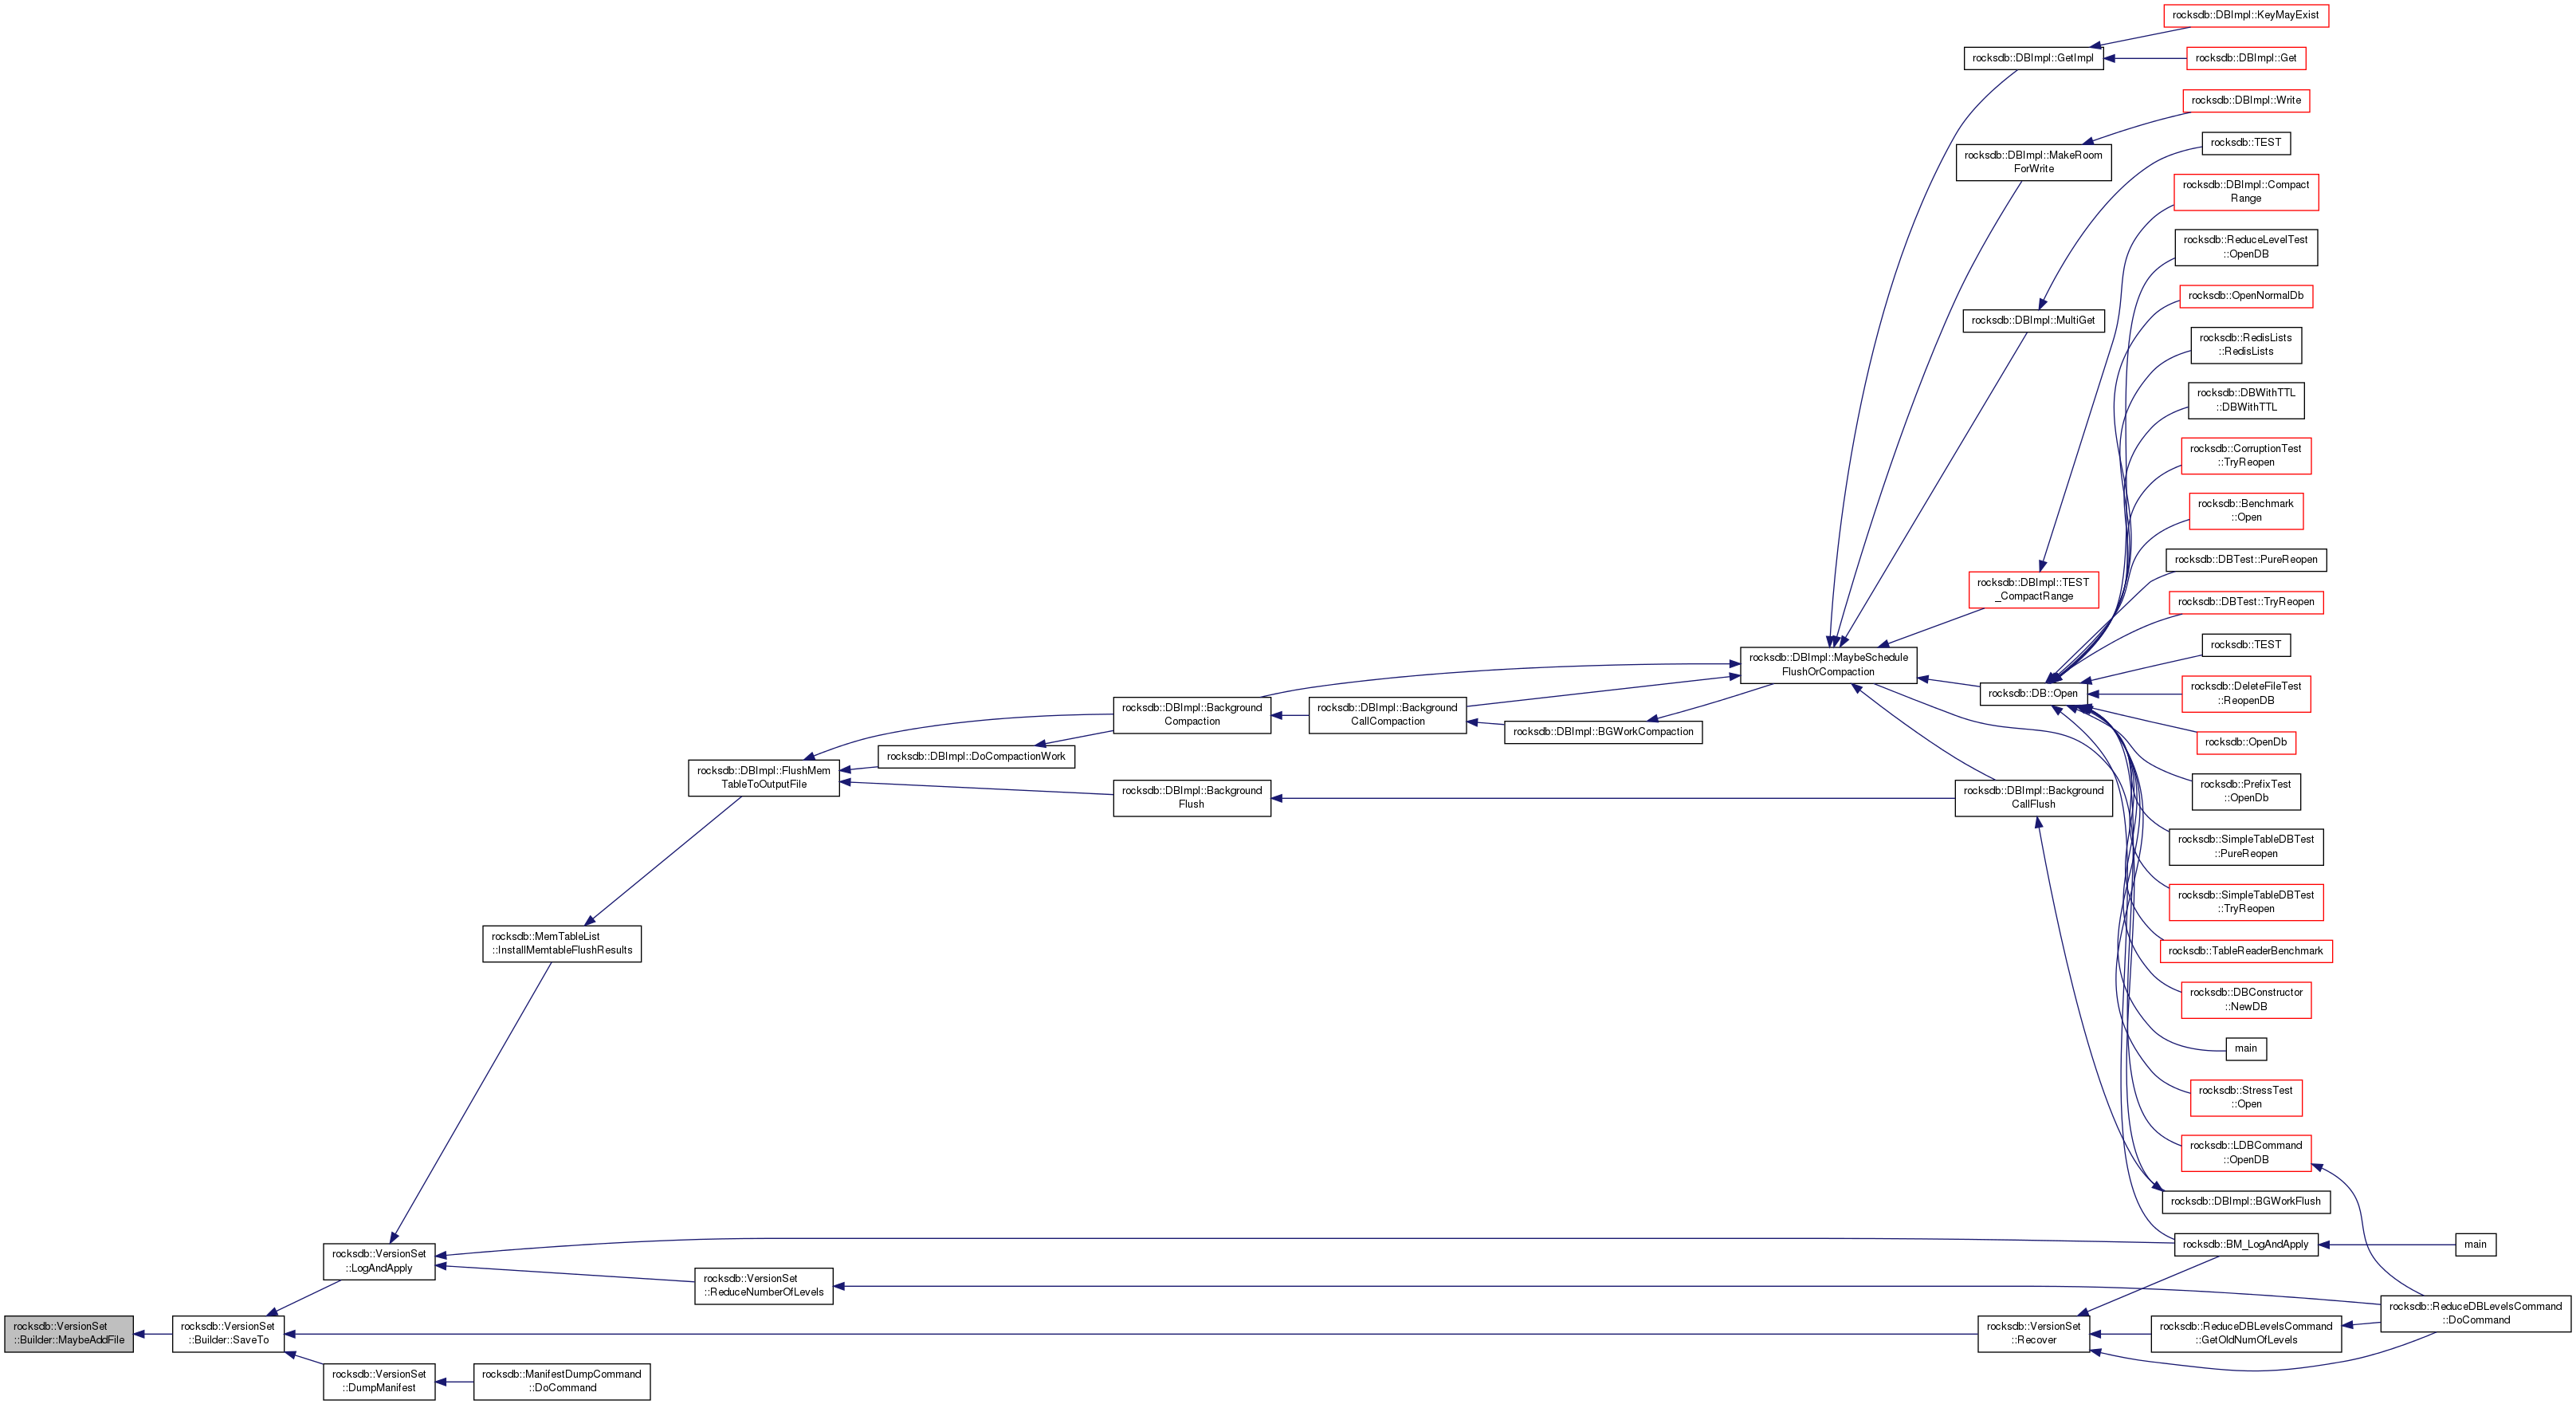 rocksdb::DBImpl::KeyMayExist
rocksdb::DBImpl::GetImpl
rocksdb::DBImpl::Get
rocksdb::DBImpl::Write
rocksdb::DBImpl::MakeRoom
ForWrite
rocksdb::TEST
rocksdb::DBImpl::Compact
Range
rocksdb::ReduceLevelTest
::OpenDB
rocksdb::OpenNormalDb
rocksdb::DBImpl::MultiGet
rocksdb::RedisLists
::RedisLists
rocksdb::DBWithTTL
::DBWithTTL
rocksdb::CorruptionTest
::TryReopen
rocksdb::Benchmark
::Open
rocksdb::DBTest::PureReopen
rocksdb::DBImpl::TEST
_CompactRange
rocksdb::DBTest::TryReopen
rocksdb::TEST
rocksdb::DBImpl::MaybeSchedule
FlushOrCompaction
rocksdb::DB::Open
rocksdb::DeleteFileTest
::ReopenDB
rocksdb::DBImpl::Background
Compaction
rocksdb::DBImpl::Background
CallCompaction
rocksdb::DBImpl::BGWorkCompaction
rocksdb::OpenDb
rocksdb::DBImpl::DoCompactionWork
rocksdb::DBImpl::FlushMem
TableToOutputFile
rocksdb::DBImpl::Background
Flush
rocksdb::DBImpl::Background
CallFlush
rocksdb::PrefixTest
::OpenDb
rocksdb::SimpleTableDBTest
::PureReopen
rocksdb::SimpleTableDBTest
::TryReopen
rocksdb::MemTableList
::InstallMemtableFlushResults
rocksdb::TableReaderBenchmark
rocksdb::DBConstructor
::NewDB
main
rocksdb::StressTest
::Open
rocksdb::LDBCommand
::OpenDB
rocksdb::DBImpl::BGWorkFlush
rocksdb::VersionSet
::LogAndApply
rocksdb::BM_LogAndApply
main
rocksdb::VersionSet
::ReduceNumberOfLevels
rocksdb::ReduceDBLevelsCommand
::DoCommand
rocksdb::VersionSet
::Builder::MaybeAddFile
rocksdb::VersionSet
::Builder::SaveTo
rocksdb::VersionSet
::Recover
rocksdb::ReduceDBLevelsCommand
::GetOldNumOfLevels
rocksdb::VersionSet
::DumpManifest
rocksdb::ManifestDumpCommand
::DoCommand